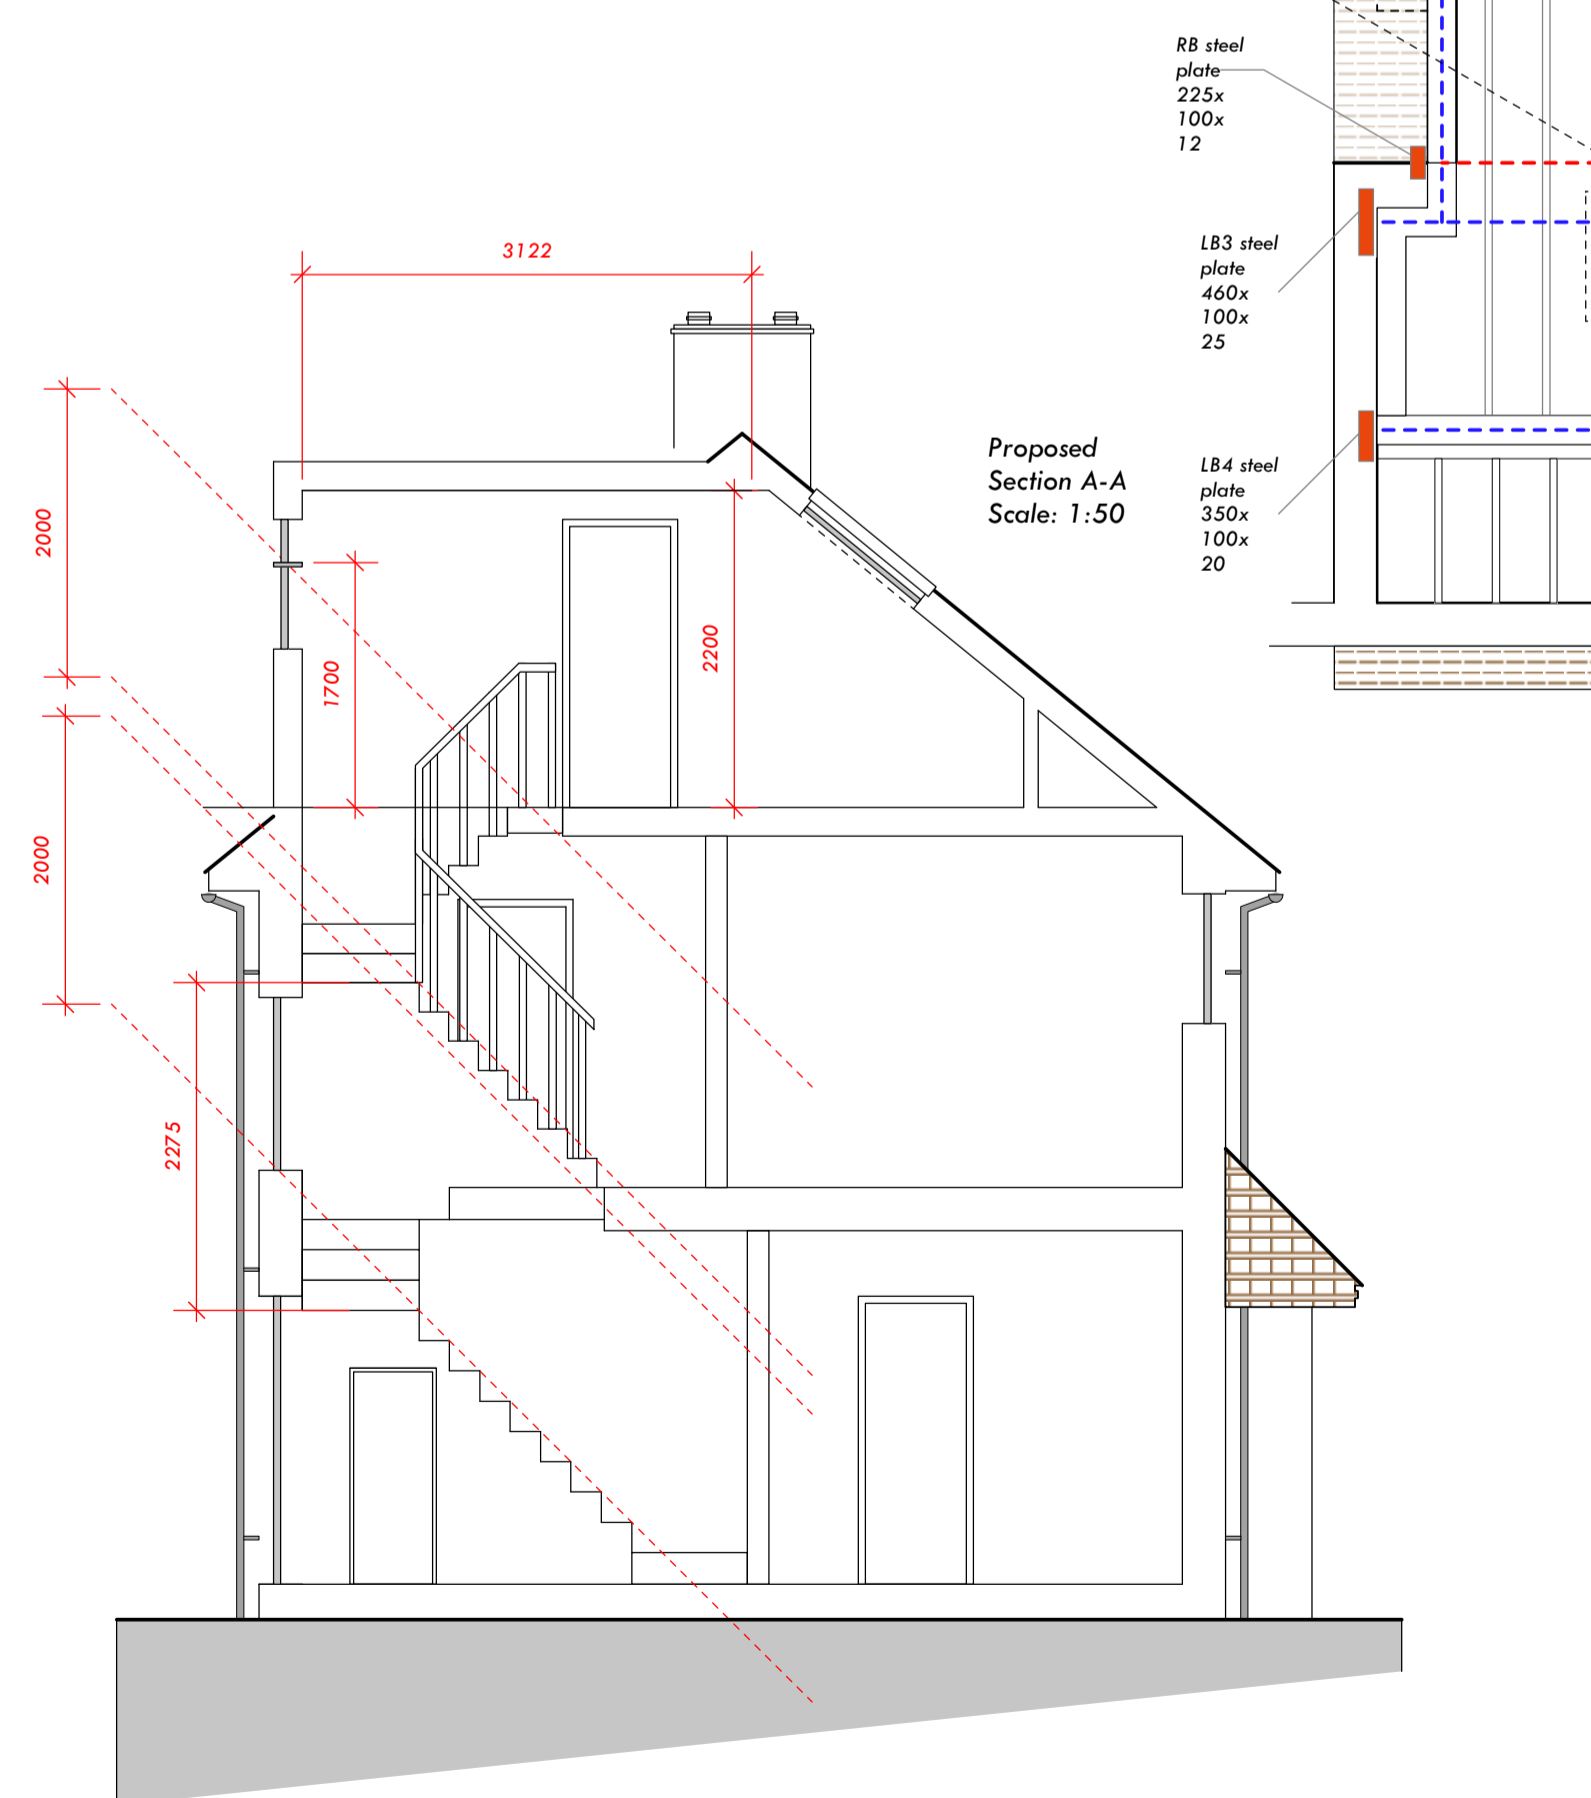 RB steel
plate
225x
100x
12
3122
LB3 steel
plate
460x
100x
25
Proposed
Section A-A
Scale: 1:50
LB4 steel
plate
350x
100x
20
2000
1700
2200
2000
2275